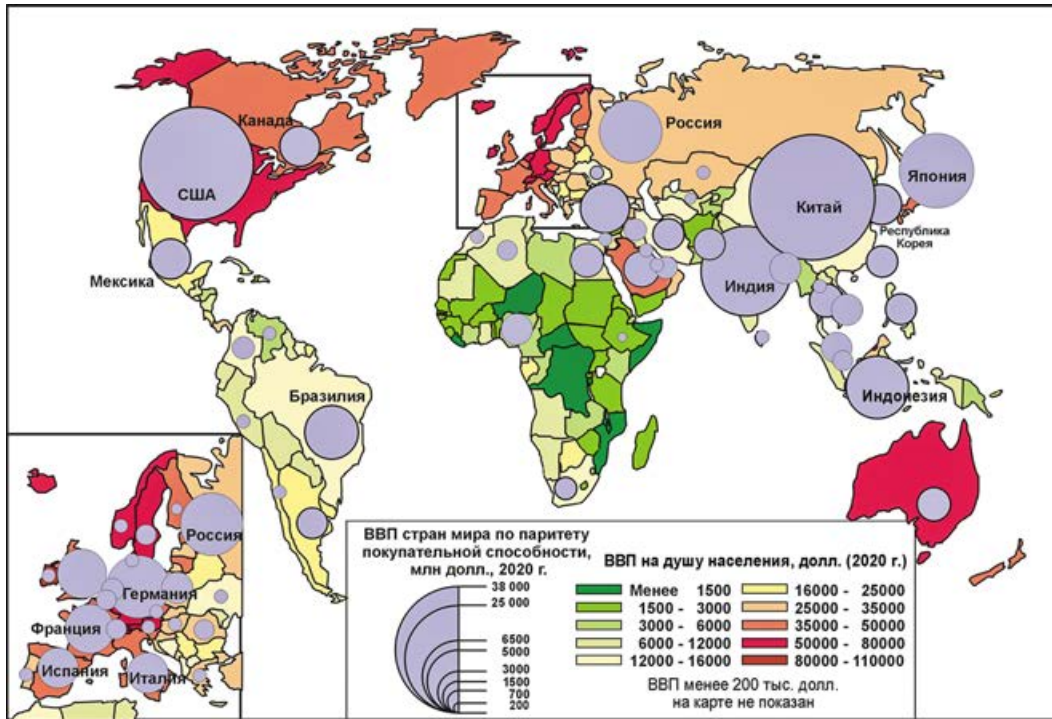 Канада
США
Мексика
Бразилия
Россия
Китай
Япония
Республика
Корея
Индия
Индонезия
Россия
Германия
Франция
Испания
Италия
ВВП стран мира по паритету
покупательной способности,
млн долл., 2020 г.
38 000
25 000
6500
5000
3000
1500
700
200
ВВП на душу населения, долл. (2020 г.)
Менее 1500
1500 - 3000
3000 - 6000
6000 - 12000
12000 - 16000
16000 - 25000
25000 - 35000
35000 - 50000
50000 - 80000
80000 - 110000
ВВП менее 200 тыс. долл.
на карте не показан